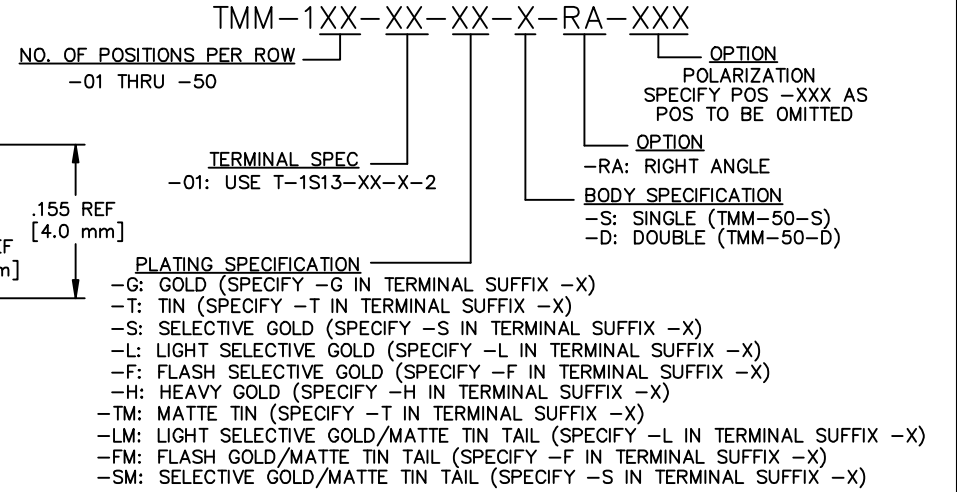 TMM-1XX-XX-XX-X-RA-XXX
NO. OF POSITIONS PER ROW
-01 THRU -50
OPTION
POLARIZATION
SPECIFY POS -XXX AS
POS TO BE OMITTED
OPTION
-RA: RIGHT ANGLE
TERMINAL SPEC
-01: USE T-1S13-XX-X-2
BODY SPECIFICATION
-S: SINGLE (TMM-50-S)
-D: DOUBLE (TMM-50-D)
.155 REF
[4.0 mm]
PLATING SPECIFICATION
-G: GOLD (SPECIFY -G IN TERMINAL SUFFIX -X)
-T: TIN (SPECIFY -T IN TERMINAL SUFFIX -X)
-S: SELECTIVE GOLD (SPECIFY -S IN TERMINAL SUFFIX -X)
-L: LIGHT SELECTIVE GOLD (SPECIFY -L IN TERMINAL SUFFIX -X)
-F: FLASH SELECTIVE GOLD (SPECIFY -F IN TERMINAL SUFFIX -X)
-H: HEAVY GOLD (SPECIFY -H IN TERMINAL SUFFIX -X)
-TM: MATTE TIN (SPECIFY -T IN TERMINAL SUFFIX -X)
-LM: LIGHT SELECTIVE GOLD/MATTE TIN TAIL (SPECIFY -L IN TERMINAL SUFFIX -X)
-FM: FLASH GOLD/MATTE TIN TAIL (SPECIFY -F IN TERMINAL SUFFIX -X)
-SM: SELECTIVE GOLD/MATTE TIN TAIL (SPECIFY -S IN TERMINAL SUFFIX -X)